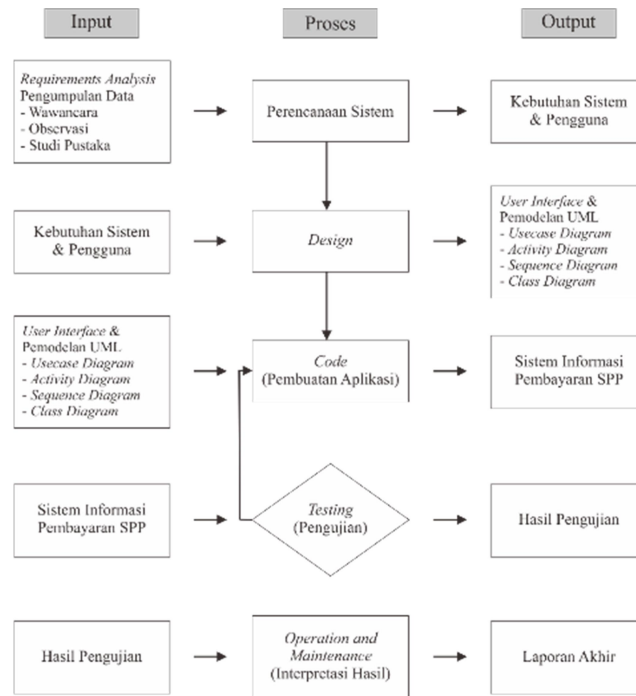 Input
Proses
Output
Requirements Analysis
Pengumpulan Data
- Wawancara
- Observasi
- Studi Pustaka
Perencanaan Sistem
Kebutuhan Sistem
& Pengguna
Kebutuhan Sistem
& Pengguna
Design
User Interface &
Pemodelan UML
- Usecase Diagram
- Activity Diagram
- Sequence Diagram
- Class Diagram
User Interface &
Pemodelan UML
- Usecase Diagram
- Activity Diagram
- Sequence Diagram
- Class Diagram
Code
(Pembuatan Aplikasi)
Sistem Informasi
Pembayaran SPP
Sistem Informasi
Pembayaran SPP
Testing
(Pengujian)
Hasil Pengujian
Hasil Pengujian
Operation and
Maintenance
(Interpretasi Hasil)
Laporan Akhir